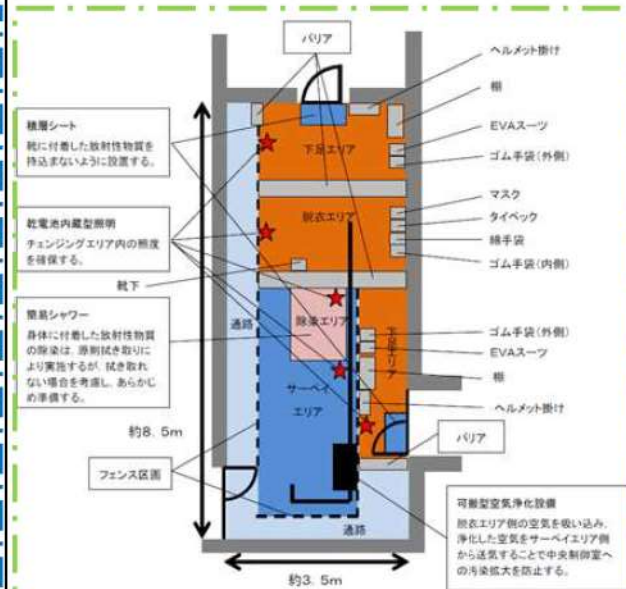 バリア
ヘルメット掛け
棚
EVAスーツ
ゴム手袋(外側)
積層シート
靴に付着した放射性物質を
持込まないように設置する。
下足エリア
マスク
タイベック
綿手袋
ゴム手袋(内側)
乾電池内蔵型照明
チェンジングエリア内の照度
を確保する。
脱衣エリア
靴下
通路
簡易シャワー
身体に付着した放射性物質
の除染は、原則拭き取りに
より実施するが、拭き取れ
ない場合を考慮し、あらかじ
め準備する。
除染エリア
下足エリア
サーベイ
エリア
ゴム手袋(外側)
EVAスーツ
棚
ヘルメット掛け
バリア
約8.5m
フェンス区画
可搬型空気浄化設備
脱衣エリア側の空気を吸い込み、
浄化した空気をサーベイエリア側
から送気することで中央制御室へ
の汚染拡大を防止する。
通路
約3.5m